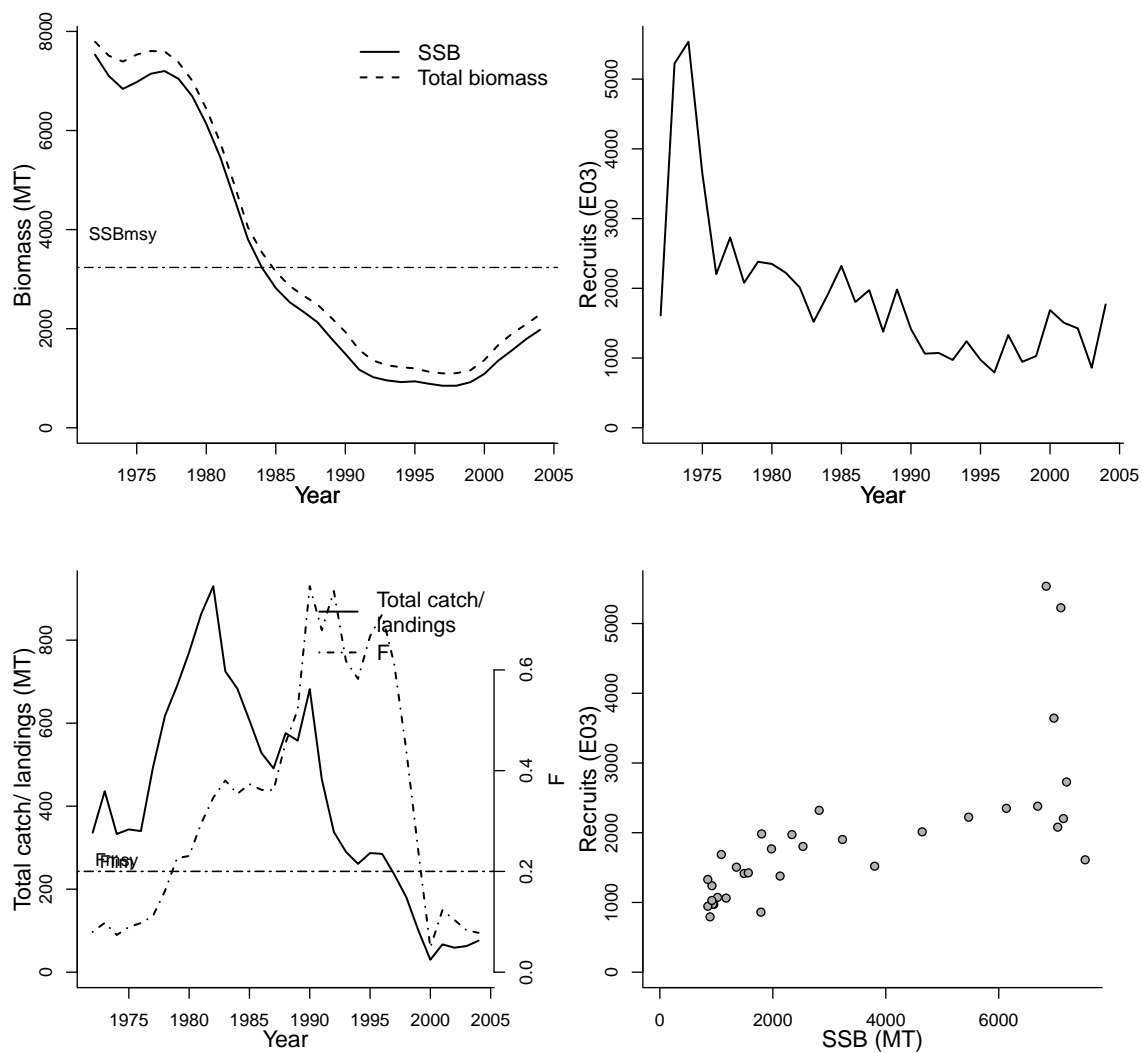 SSB
Total biomass
Biomass (MT)
8000
6000
4000
2000
0
SSBmsy
1975 1980 1985 1990 1995 2000 2005
Year
Recruits (E03)
5000
4000
3000
2000
1000
0
1975 1980 1985 1990 1995 2000 2005
Year
Total catch/
landings
F
Total catch/ landings (MT)
800
600
400
200
0
Fmsy
Flim
0.6
0.4
0.2
0.0
F
1975 1980 1985 1990 1995 2000 2005
Year
Recruits (E03)
5000
4000
3000
2000
1000
0
0 2000 4000 6000
SSB (MT)